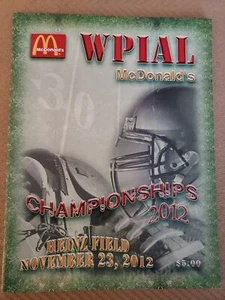 WPIAL
McDonald's
McDonald's
CHAMPIONSHIPS
2012
HEINZ FIELD
NOVEMBER 23, 2012
$5.00